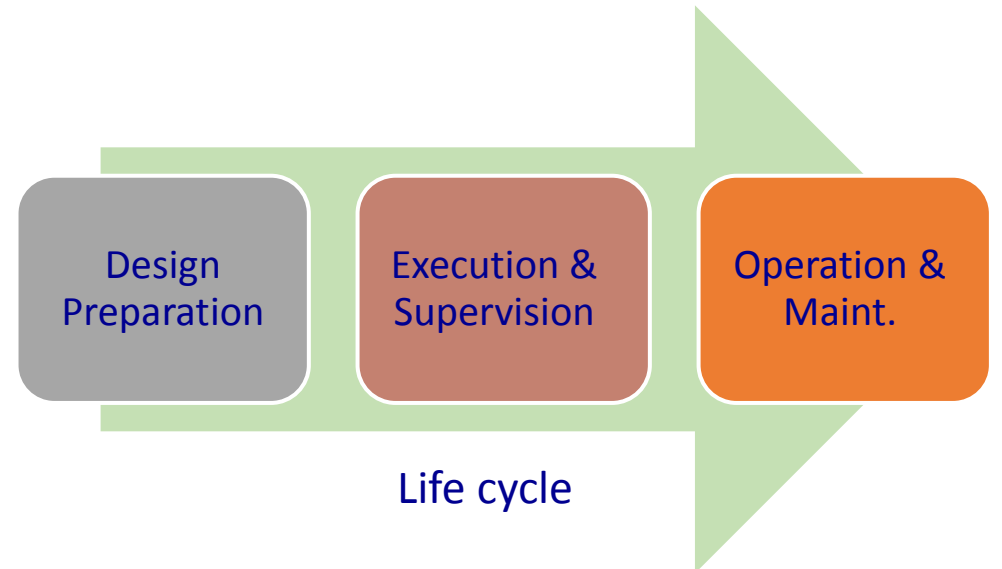 Design
Preparation
Execution &
Supervision
Operation &
Maint.
Life cycle